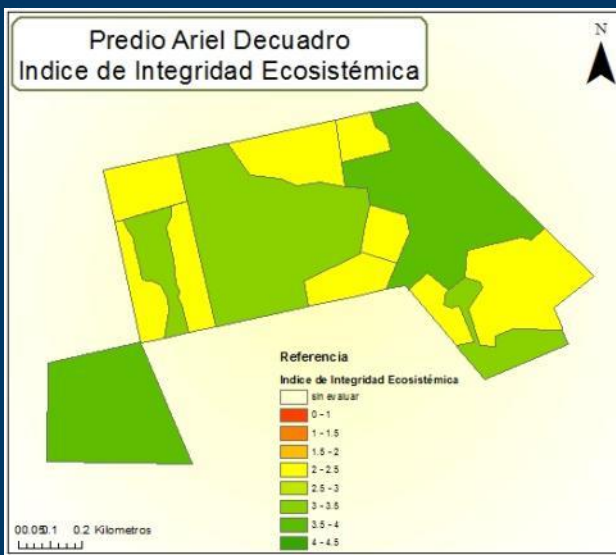 Predio Ariel Decuadro
Indice de Integridad Ecosistémica
N
Referencia
Indice de Integridad Ecosistémica
sin evaluar
0 - 1
1 - 1.5
1.5 - 2
2 - 2.5
2.5 - 3
3 - 3.5
3.5 - 4
4 - 4.5
00.050.1 0.2 Kilometros